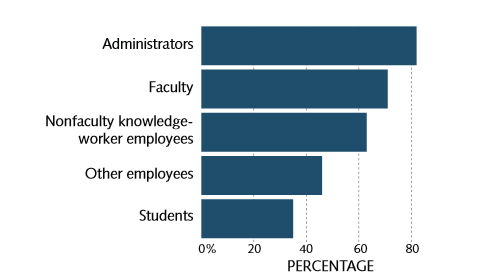 Administrators
Faculty
Nonfaculty knowledge-
worker employees
Other employees
Students
0% 20 40 60 80
PERCENTAGE